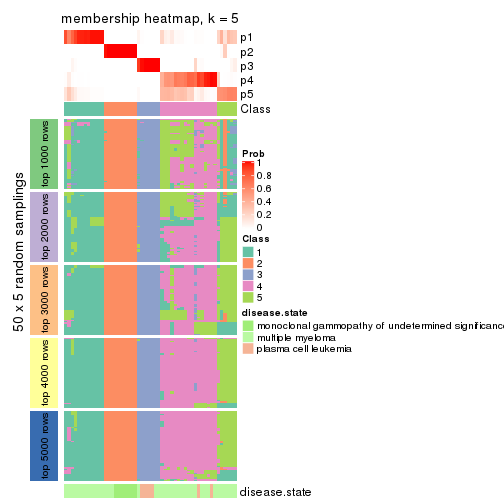 membership heatmap, k = 5
p1
p2
p3
p4
p5
Class
50 x 5 random samplings
top 1000 rows
top 2000 rows
top 3000 rows
top 4000 rows
top 5000 rows
disease.state
Prob
1
0.8
0.6
0.4
0.2
0
Class
1
2
3
4
5
disease.state
monoclonal gammopathy of undetermined significance
multiple myeloma
plasma cell leukemia